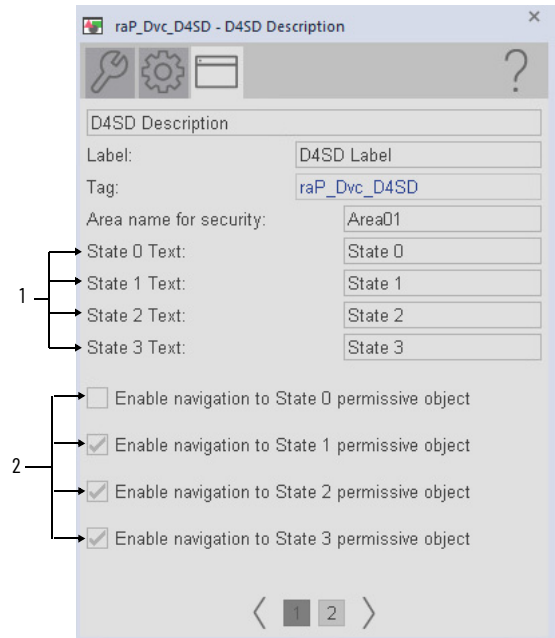 raP_Dvc_D4SD - D4SD Description
D4SD Description
Label: D4SD Label
Tag: raP_Dvc_D4SD
Area name for security: Area01
State 0 Text: State 0
1
State 1 Text: State 1
State 2 Text: State 2
State 3 Text: State 3
Enable navigation to State 0 permissive object
Enable navigation to State 1 permissive object
2
Enable navigation to State 2 permissive object
Enable navigation to State 3 permissive object
1 2